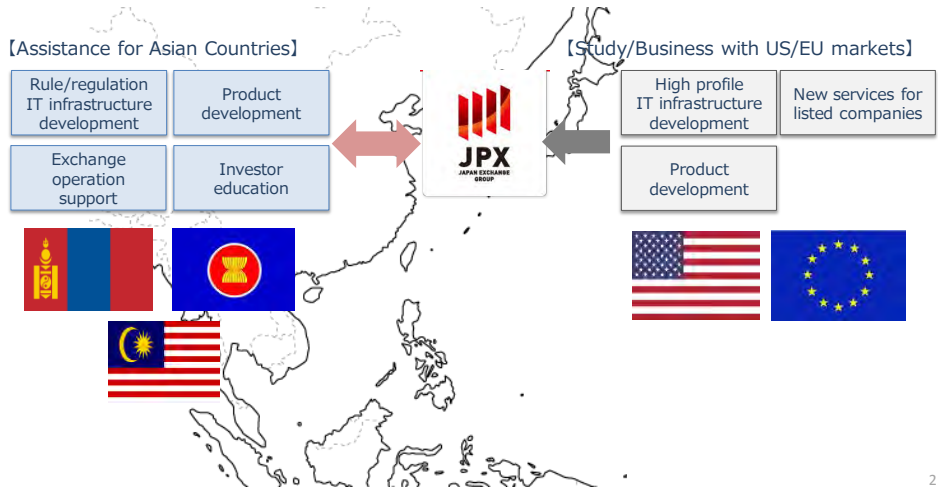 【Assistance for Asian Countries】
Rule/regulation
IT infrastructure
development
Product
development
Exchange
operation
support
Investor
education
JPX
JAPAN EXCHANGE
GROUP
【Study/Business with US/EU markets】
High profile
IT infrastructure
development
New services for
listed companies
Product
development
2